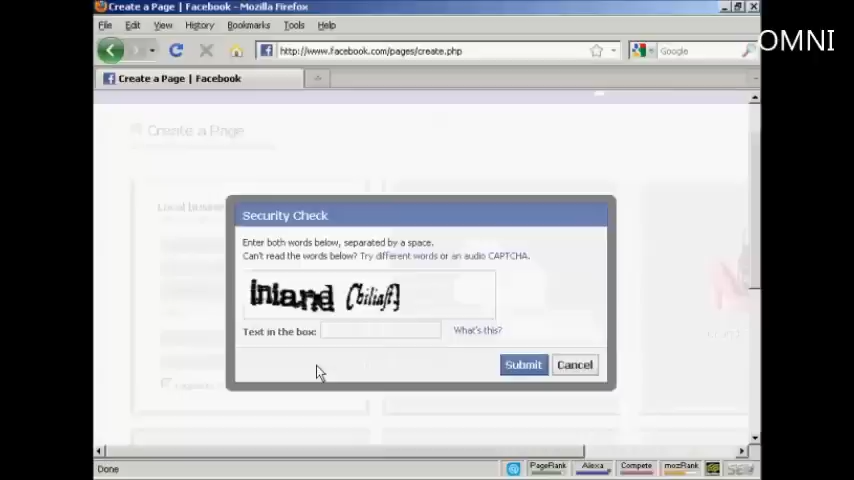 Create a Page | Facebook - Mozilla Firefox
File Edit View History Bookmarks Tools Help
http://www.facebook.com/pages/create.php
Google
OMNI
Create a Page | Facebook
Create a Page
Local busine
Security Check
Enter both words below, separated by a space.
Can't read the words below? Try different words or an audio CAPTCHA.
inland
Text in the box:
What's this?
Submit Cancel
Done
PageRank Alexa Compete mozRank